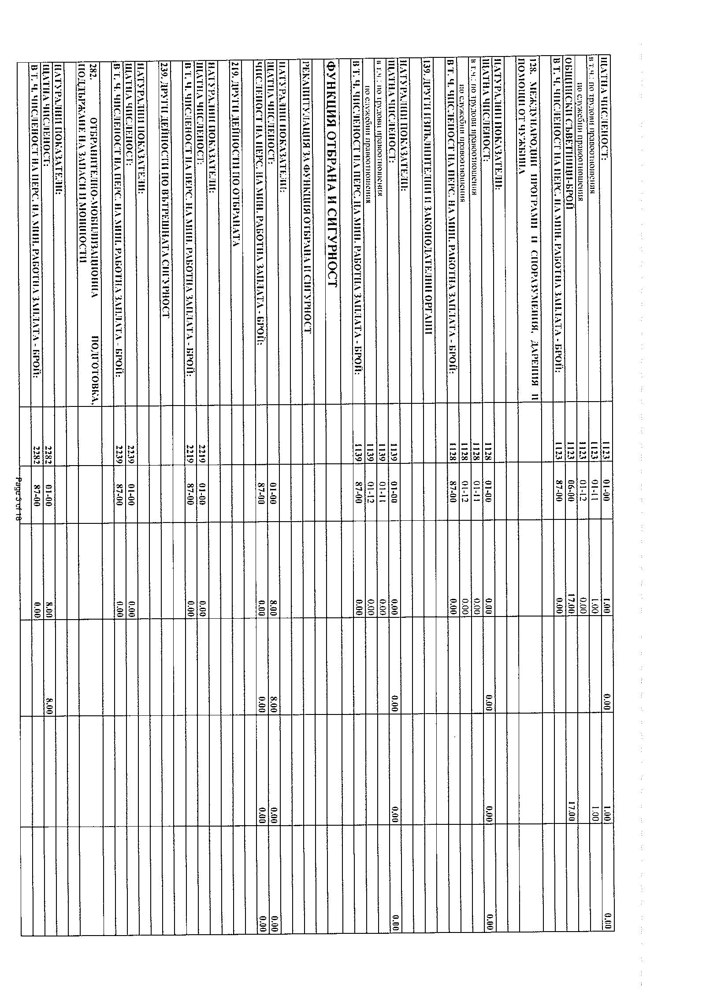 ЩАТНА ЧИСЛЕНОСТ: 1123 01-00 1.00 0.00 1.00 0.00
в т.ч.: по трудови правоотношения 1123 01-11 1.00 1.00
по служебни правоотношения 1123 01-12 0.00
ОБЩИНСКИ СЪВЕТНИЦИ-БРОЙ 1123 06-00 17.00 17.00
В Т. Ч. ЧИСЛЕНОСТ НА ПЕРС. НА МИН. РАБОТНА ЗАПЛАТА - БРОЙ: 1123 87-00 0.00
128. МЕЖДУНАРОДНИ ПРОГРАМИ И СПОРАЗУМЕНИЯ, ДАРЕНИЯ И
ПОМОЩИ ОТ ЧУЖБИНА
НАТУРАЛНИ ПОКАЗАТЕЛИ:
ЩАТНА ЧИСЛЕНОСТ: 1128 01-00 0.00 0.00 0.00 0.00
в т.ч.: по трудови правоотношения 1128 01-11 0.00
по служебни правоотношения 1128 01-12 0.00
В Т. Ч. ЧИСЛЕНОСТ НА ПЕРС. НА МИН. РАБОТНА ЗАПЛАТА - БРОЙ: 1128 87-00 0.00
139. ДРУГИ ИЗПЪЛНИТЕЛНИ И ЗАКОНОДАТЕЛНИ ОРГАНИ
НАТУРАЛНИ ПОКАЗАТЕЛИ:
ЩАТНА ЧИСЛЕНОСТ: 1139 01-00 0.00 0.00 0.00 0.00
в т.ч.: по трудови правоотношения 1139 01-11 0.00
по служебни правоотношения 1139 01-12 0.00
В Т. Ч. ЧИСЛЕНОСТ НА ПЕРС. НА МИН. РАБОТНА ЗАПЛАТА - БРОЙ: 1139 87-00 0.00
ФУНКЦИЯ ОТБРАНА И СИГУРНОСТ
РЕКАПИТУЛАЦИЯ ЗА ФУНКЦИЯ ОТБРАНА И СИГУРНОСТ
НАТУРАЛНИ ПОКАЗАТЕЛИ:
ЩАТНА ЧИСЛЕНОСТ: 01-00 8.00 8.00 0.00 0.00
ЧИСЛЕНОСТ НА ПЕРС. НА МИН. РАБОТНА ЗАПЛАТА - БРОЙ: 87-00 0.00 0.00 0.00 0.00
219. ДРУГИ ДЕЙНОСТИ ПО ОТБРАНАТА
НАТУРАЛНИ ПОКАЗАТЕЛИ:
ЩАТНА ЧИСЛЕНОСТ: 2219 01-00 0.00
В Т. Ч. ЧИСЛЕНОСТ НА ПЕРС. НА МИН. РАБОТНА ЗАПЛАТА - БРОЙ: 2219 87-00 0.00
239. ДРУГИ ДЕЙНОСТИ ПО ВЪТРЕШНАТА СИГУРНОСТ
НАТУРАЛНИ ПОКАЗАТЕЛИ:
ЩАТНА ЧИСЛЕНОСТ: 2239 01-00 0.00
В Т. Ч. ЧИСЛЕНОСТ НА ПЕРС. НА МИН. РАБОТНА ЗАПЛАТА - БРОЙ: 2239 87-00 0.00
282. ОТБРАНИТЕЛНО-МОБИЛИЗАЦИОННА ПОДГОТОВКА,
ПОДДЪРЖАНЕ НА ЗАПАСИ И МОЩНОСТИ
НАТУРАЛНИ ПОКАЗАТЕЛИ:
ЩАТНА ЧИСЛЕНОСТ: 2282 01-00 8.00 8.00
В Т. Ч. ЧИСЛЕНОСТ НА ПЕРС. НА МИН. РАБОТНА ЗАПЛАТА - БРОЙ: 2282 87-00 0.00
Page 3 of 18